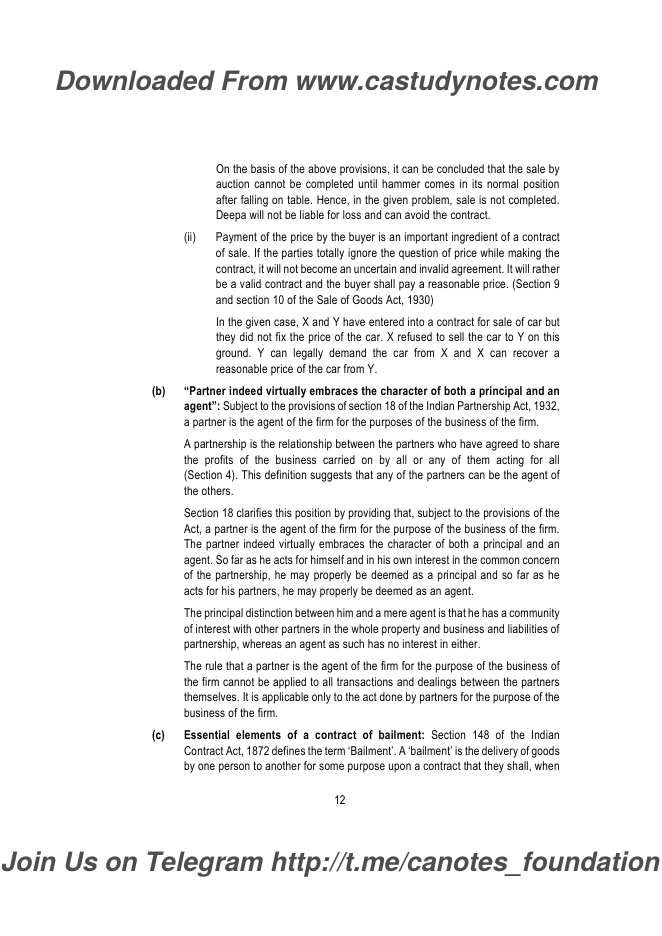 Downloaded From www.castudynotes.com
On the basis of the above provisions, it can be concluded that the sale by
auction cannot be completed until hammer comes in its normal position
after falling on table. Hence, in the given problem, sale is not completed.
Deepa will not be liable for loss and can avoid the contract.
(ii) Payment of the price by the buyer is an important ingredient of a contract
of sale. If the parties totally ignore the question of price while making the
contract, it will not become an uncertain and invalid agreement. It will rather
be a valid contract and the buyer shall pay a reasonable price. (Section 9
and section 10 of the Sale of Goods Act, 1930)
In the given case, X and Y have entered into a contract for sale of car but
they did not fix the price of the car. X refused to sell the car to Y on this
ground. Y can legally demand the car from X and X can recover a
reasonable price of the car from Y.
(b) “Partner indeed virtually embraces the character of both a principal and an
agent”: Subject to the provisions of section 18 of the Indian Partnership Act, 1932,
a partner is the agent of the firm for the purposes of the business of the firm.
A partnership is the relationship between the partners who have agreed to share
the profits of the business carried on by all or any of them acting for all
(Section 4). This definition suggests that any of the partners can be the agent of
the others.
Section 18 clarifies this position by providing that, subject to the provisions of the
Act, a partner is the agent of the firm for the purpose of the business of the firm.
The partner indeed virtually embraces the character of both a principal and an
agent. So far as he acts for himself and in his own interest in the common concern
of the partnership, he may properly be deemed as a principal and so far as he
acts for his partners, he may properly be deemed as an agent.
The principal distinction between him and a mere agent is that he has a community
of interest with other partners in the whole property and business and liabilities of
partnership, whereas an agent as such has no interest in either.
The rule that a partner is the agent of the firm for the purpose of the business of
the firm cannot be applied to all transactions and dealings between the partners
themselves. It is applicable only to the act done by partners for the purpose of the
business of the firm.
(c) Essential elements of a contract of bailment: Section 148 of the Indian
Contract Act, 1872 defines the term ‘Bailment’. A ‘bailment’ is the delivery of goods
by one person to another for some purpose upon a contract that they shall, when
12
Join Us on Telegram http://t.me/canotes_foundation